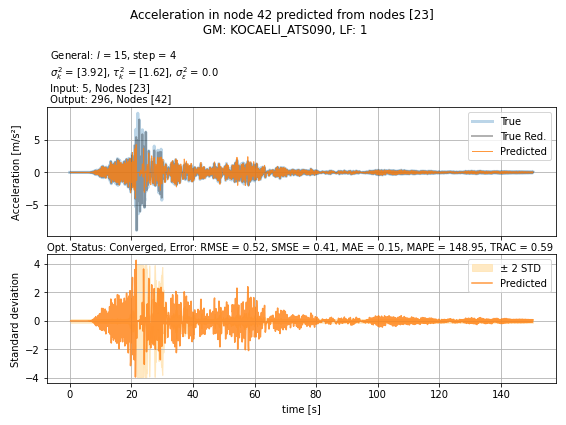 Acceleration in node 42 predicted from nodes [23]
GM: KOCAELI_ATS090, LF: 1
General: l = 15, step = 4
σ²ₖ = [3.92], τ²ₖ = [1.62], σ²ε = 0.0
Input: 5, Nodes [23]
Output: 296, Nodes [42]
Acceleration [m/s²]
5
0
−5
True
True Red.
Predicted
Opt. Status: Converged, Error: RMSE = 0.52, SMSE = 0.41, MAE = 0.15, MAPE = 148.95, TRAC = 0.59
Standard deviation
4
2
0
−2
−4
± 2 STD
Predicted
0 20 40 60 80 100 120 140
time [s]